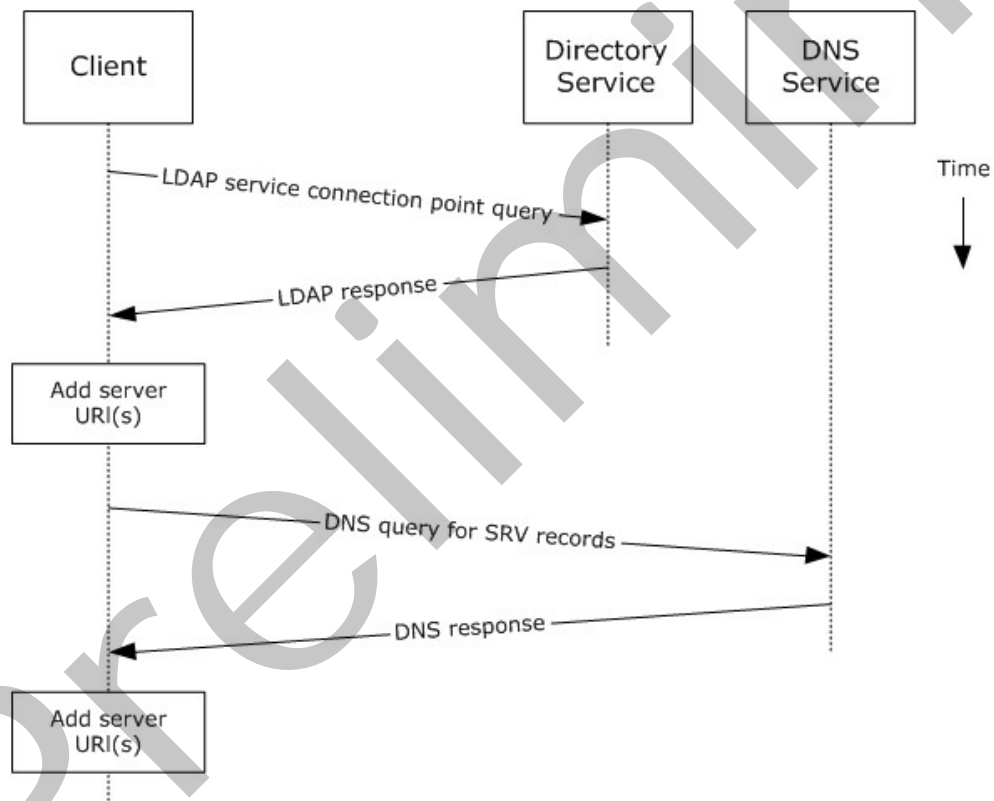 Client
Directory
Service
DNS
Service
Time
LDAP service connection point query
LDAP response
Add server
URI(s)
DNS query for SRV records
DNS response
Add server
URI(s)
Prelimin